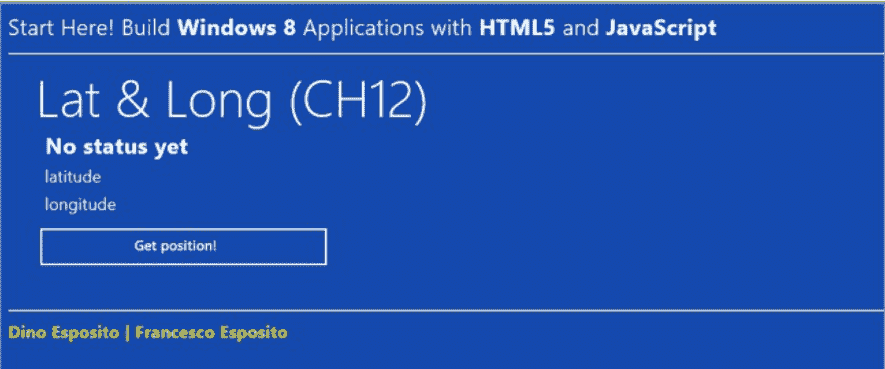 Start Here! Build Windows 8 Applications with HTML5 and JavaScript
Lat & Long (CH12)
No status yet
latitude
longitude
Get position!
Dino Esposito | Francesco Esposito